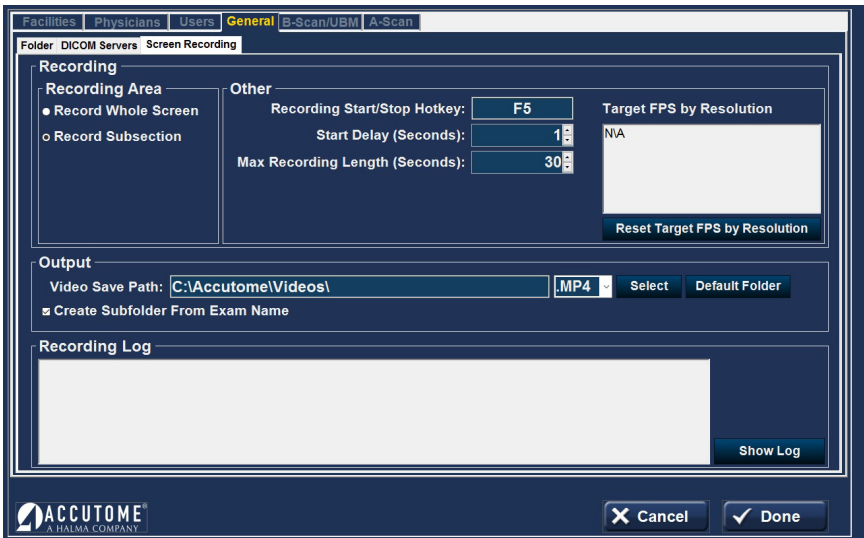 Facilities Physicians Users General B-Scan/UBM A-Scan
Folder DICOM Servers Screen Recording
Recording
Recording Area
Record Whole Screen
Record Subsection
Other
Recording Start/Stop Hotkey: F5
Start Delay (Seconds): 1
Max Recording Length (Seconds): 30
Target FPS by Resolution
N\A
Reset Target FPS by Resolution
Output
Video Save Path: C:\Accutome\Videos\ .MP4 Select Default Folder
Create Subfolder From Exam Name
Recording Log
Show Log
ACCUTOME®
A HALMA COMPANY
Cancel Done